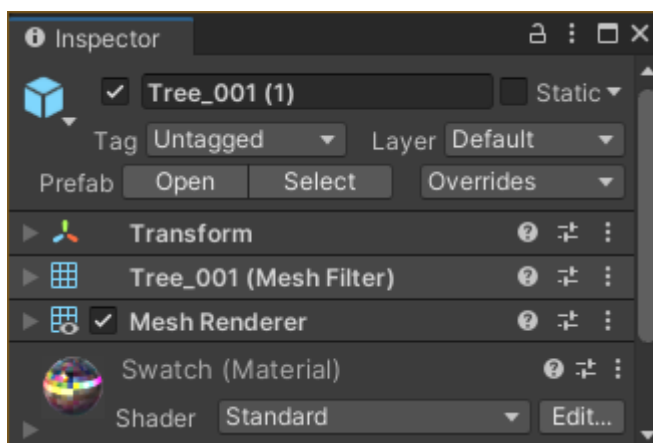 Inspector
Tree_001 (1) Static
Tag Untagged Layer Default
Prefab Open Select Overrides
Transform
Tree_001 (Mesh Filter)
Mesh Renderer
Swatch (Material)
Shader Standard Edit...